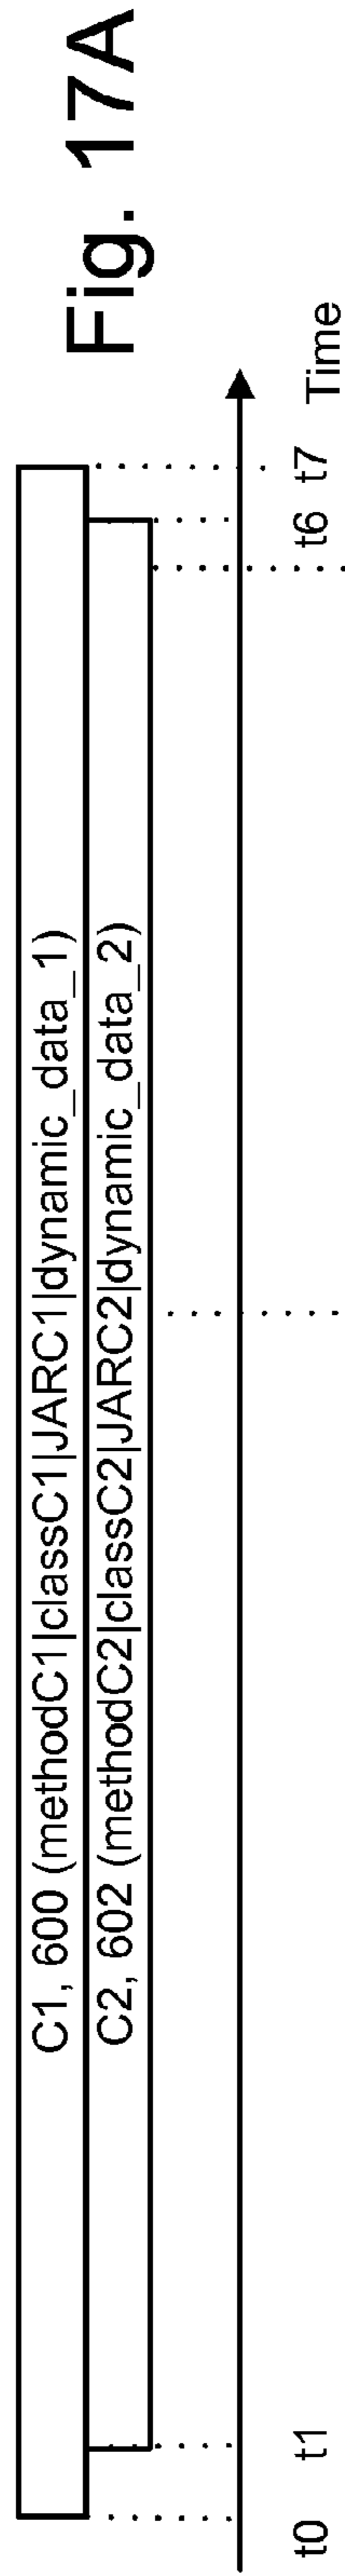 C1, 600 (methodC1|classC1|JARC1|dynamic_data_1)
C2, 602 (methodC2|classC2|JARC2|dynamic_data_2)
t0 t1 t6 t7 Time
Fig. 17A